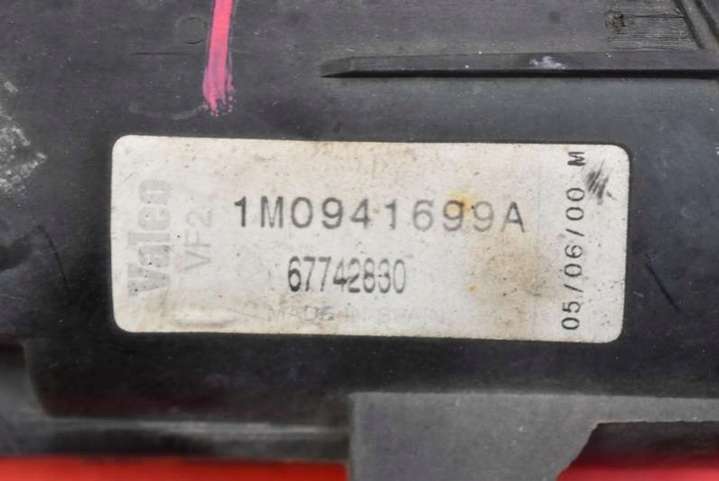 Valeo
VF2
1M0941699A
67742830
MADE IN SPAIN
05/06/00 M